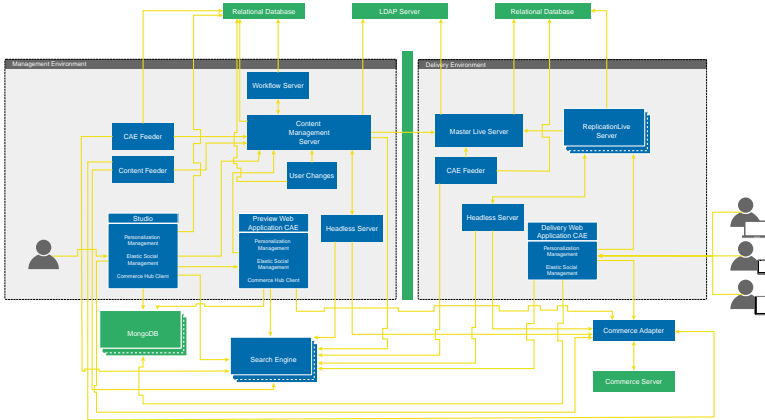 Relational Database
LDAP Server
Relational Database
Management Environment
Delivery Environment
Workflow Server
CAE Feeder
Content
Management
Server
Master Live Server
ReplicationLive
Server
Content Feeder
User Changes
CAE Feeder
Studio
Personalization
Management
Elastic Social
Management
Commerce Hub Client
Preview Web
Application CAE
Personalization
Management
Elastic Social
Management
Commerce Hub Client
Headless Server
Headless Server
Delivery Web
Application CAE
Personalization
Management
Elastic Social
Management
MongoDB
Search Engine
Commerce Adapter
Commerce Server